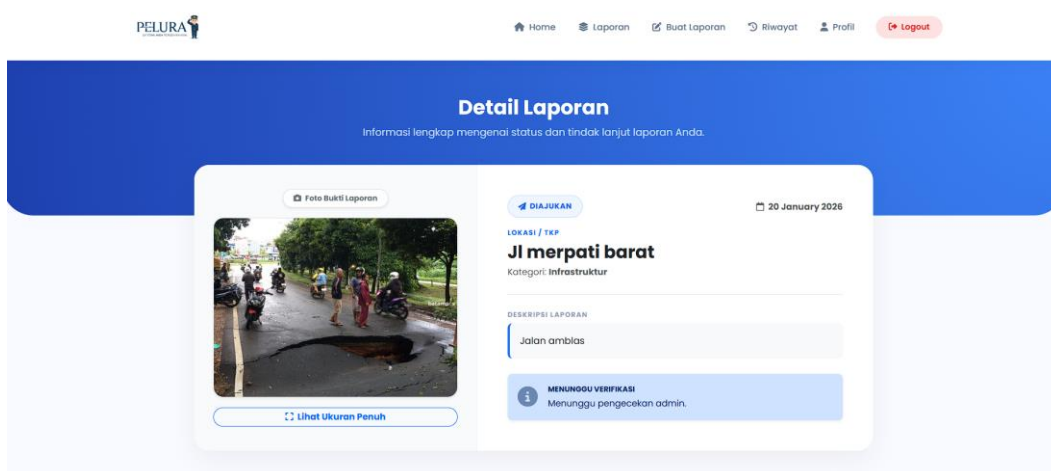 PELURA
Home
Laporan
Buat Laporan
Riwayat
Profil
Logout
Detail Laporan
Informasi lengkap mengenai status dan tindak lanjut laporan Anda.
Foto Bukti Laporan
Lihat Ukuran Penuh
DIAJUKAN
20 January 2026
LOKASI / TKP
Jl merpati barat
Kategori: Infrastruktur
DESKRIPSI LAPORAN
Jalan amblas
MENUNGGU VERIFIKASI
Menunggu pengecekan admin.